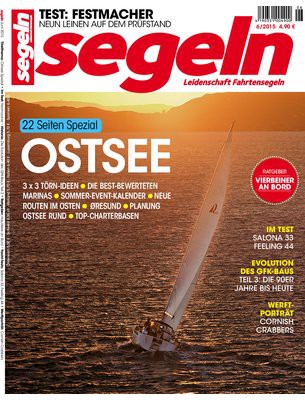 TEST: FESTMACHER
NEUN LEINEN AUF DEM PRÜFSTAND
segeln
segeln
Leidenschaft Fahrtensegeln
6/2015 4,90 €
22 Seiten Spezial
OSTSEE
3 x 3 TÖRN-IDEEN • DIE BEST-BEWERTETEN
MARINAS • SOMMER-EVENT-KALENDER • NEUE
ROUTEN IM OSTEN • ØRESUND • PLANUNG
OSTSEE RUND • TOP-CHARTERBASEN
RATGEBER
VIERBEINER
AN BORD
IM TEST
SALONA 33
FEELING 44
EVOLUTION
DES GFK-BAUS
TEIL 3: DIE 90ER
JAHRE BIS HEUTE
WERFT-
PORTRÄT
CORNISH
CRABBERS